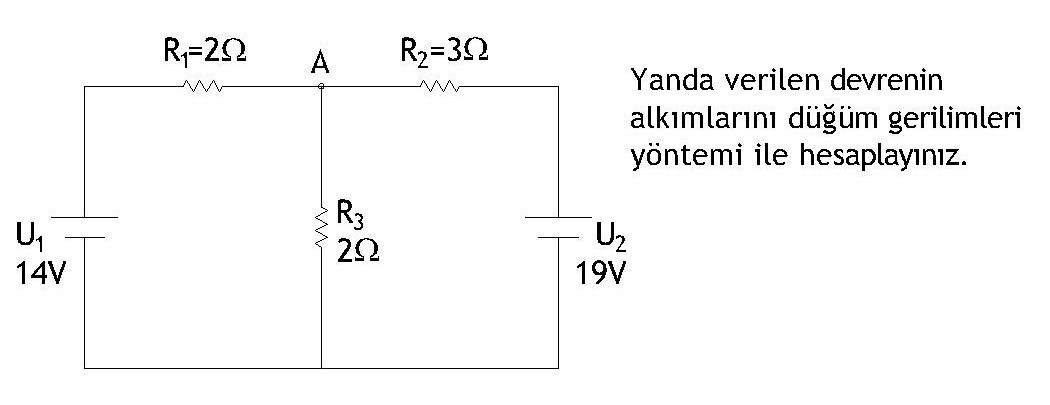 R₁=2Ω
A
R₂=3Ω
Yanda verilen devrenin
alkımlarını düğüm gerilimleri
yöntemi ile hesaplayınız.
U₁
14V
R₃
2Ω
U₂
19V